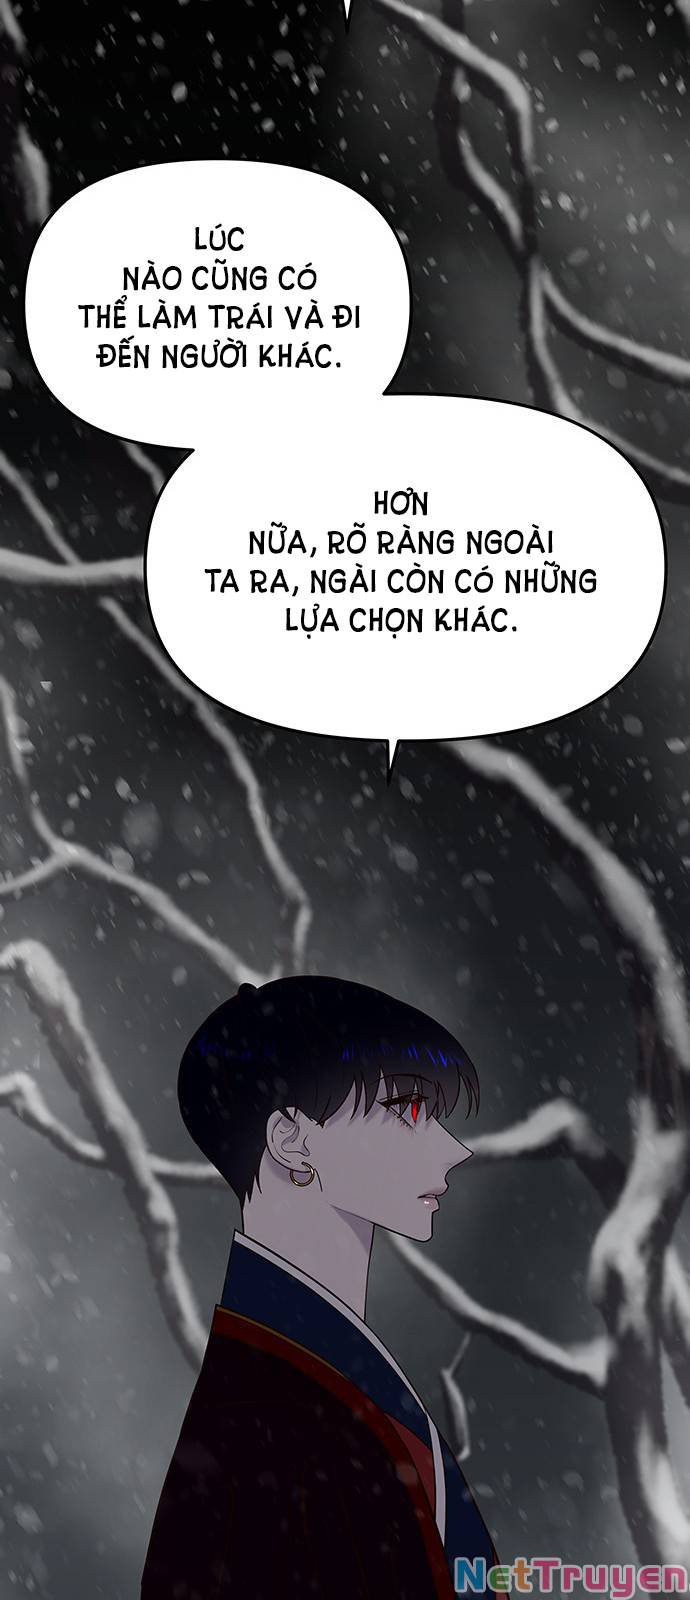 LÚC
NÀO CŨNG CÓ
THỂ LÀM TRÁI VÀ ĐI
ĐẾN NGƯỜI KHÁC.
HƠN
NỮA, RÕ RÀNG NGOÀI
TA RA, NGÀI CÒN CÓ NHỮNG
LỰA CHỌN KHÁC.
NetTruyen